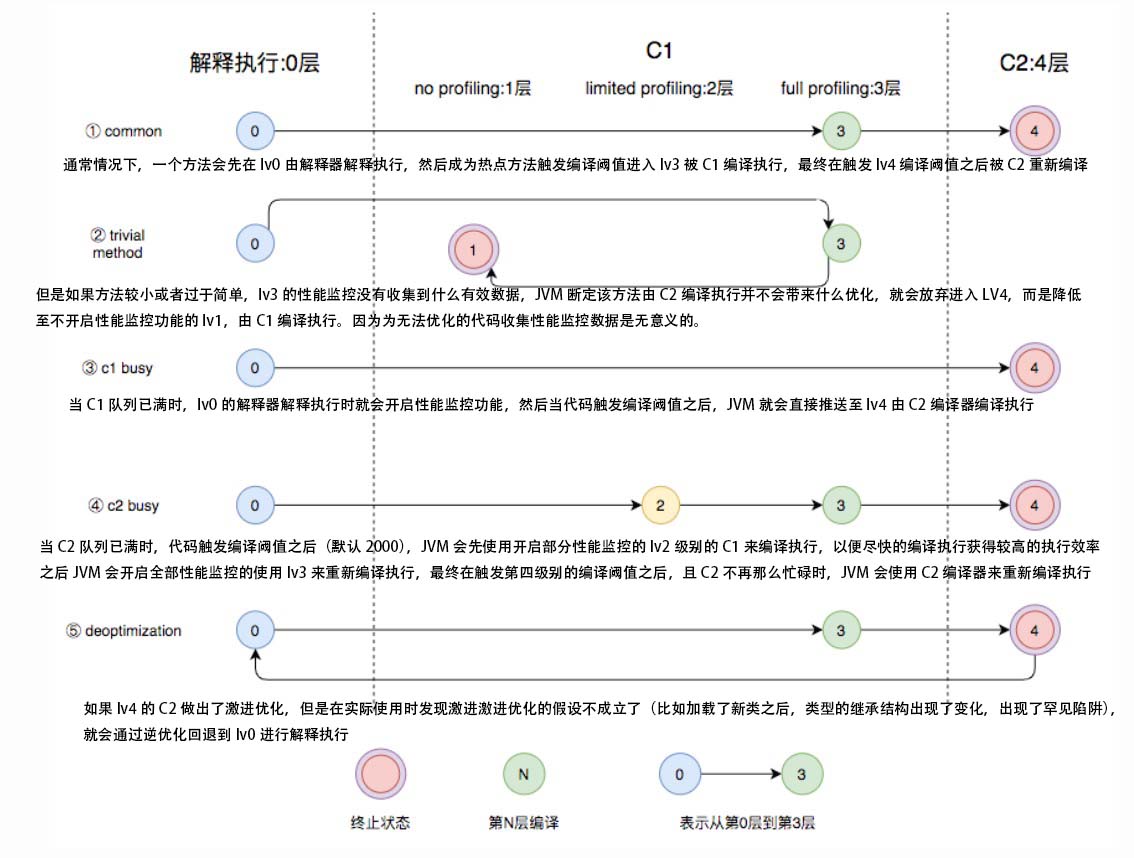 解释执行:0层
C1
C2:4层
no profiling:1层
limited profiling:2层
full profiling:3层
① common
0
3
4
通常情况下，一个方法会先在 lv0 由解释器解释执行，然后成为热点方法触发编译阈值进入 lv3 被 C1 编译执行，最终在触发 lv4 编译阈值之后被 C2 重新编译
② trivial
method
0
1
3
但是如果方法较小或者过于简单，lv3 的性能监控没有收集到什么有效数据，JVM 断定该方法由 C2 编译执行并不会带来什么优化，就会放弃进入 LV4，而是降低
至不开启性能监控功能的 lv1，由 C1 编译执行。因为为无法优化的代码收集性能监控数据是无意义的。
③ c1 busy
0
4
当 C1 队列已满时，lv0 的解释器解释执行时就会开启性能监控功能，然后当代码触发编译阈值之后，JVM 就会直接推送至 lv4 由 C2 编译器编译执行
④ c2 busy
0
2
3
4
当 C2 队列已满时，代码触发编译阈值之后（默认 2000），JVM 会先使用开启部分性能监控的 lv2 级别的 C1 来编译执行，以便尽快的编译执行获得较高的执行效率
之后 JVM 会开启全部性能监控的使用 lv3 来重新编译执行，最终在触发第四级别的编译阈值之后，且 C2 不再那么忙碌时，JVM 会使用 C2 编译器来重新编译执行
⑤ deoptimization
0
3
4
如果 lv4 的 C2 做出了激进优化，但是在实际使用时发现激进激进优化的假设不成立了（比如加载了新类之后，类型的继承结构出现了变化，出现了罕见陷阱），
就会通过逆优化回退到 lv0 进行解释执行
N
0
3
终止状态
第N层编译
表示从第0层到第3层